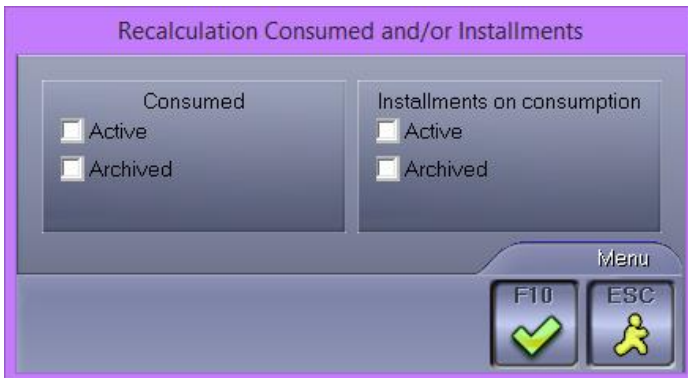 Recalculation Consumed and/or Installments
Consumed
Active
Archived
Installments on consumption
Active
Archived
Menu
F10
ESC